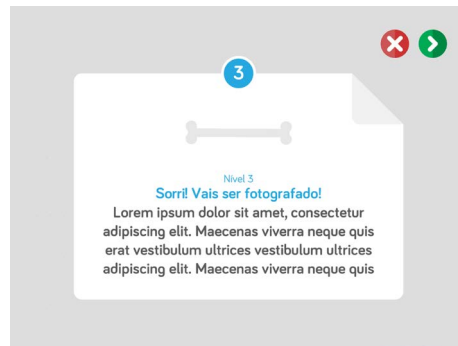 3
Nível 3
Sorri! Vais ser fotografado!
Lorem ipsum dolor sit amet, consectetur
adipiscing elit. Maecenas viverra neque quis
erat vestibulum ultrices vestibulum ultrices
adipiscing elit. Maecenas viverra neque quis